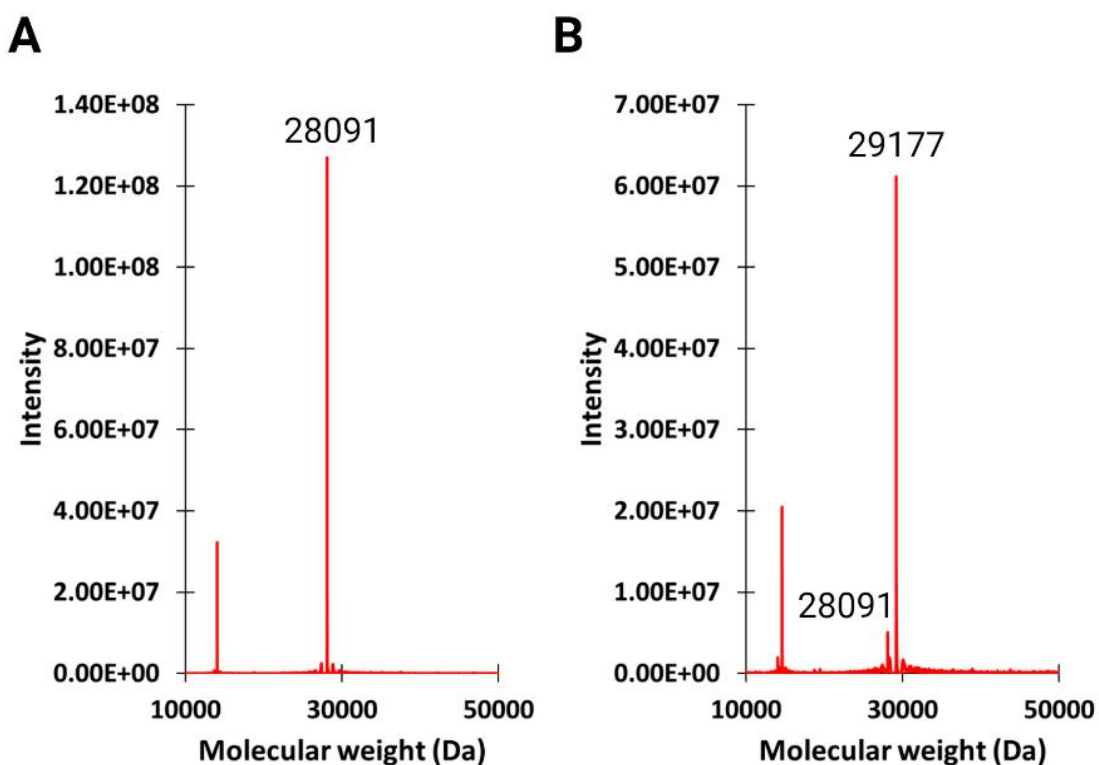 A
B
1.40E+08
1.20E+08
1.00E+08
8.00E+07
6.00E+07
4.00E+07
2.00E+07
0.00E+00
Intensity
28091
10000
30000
50000
Molecular weight (Da)
7.00E+07
6.00E+07
5.00E+07
4.00E+07
3.00E+07
2.00E+07
1.00E+07
0.00E+00
Intensity
29177
28091
10000
30000
50000
Molecular weight (Da)